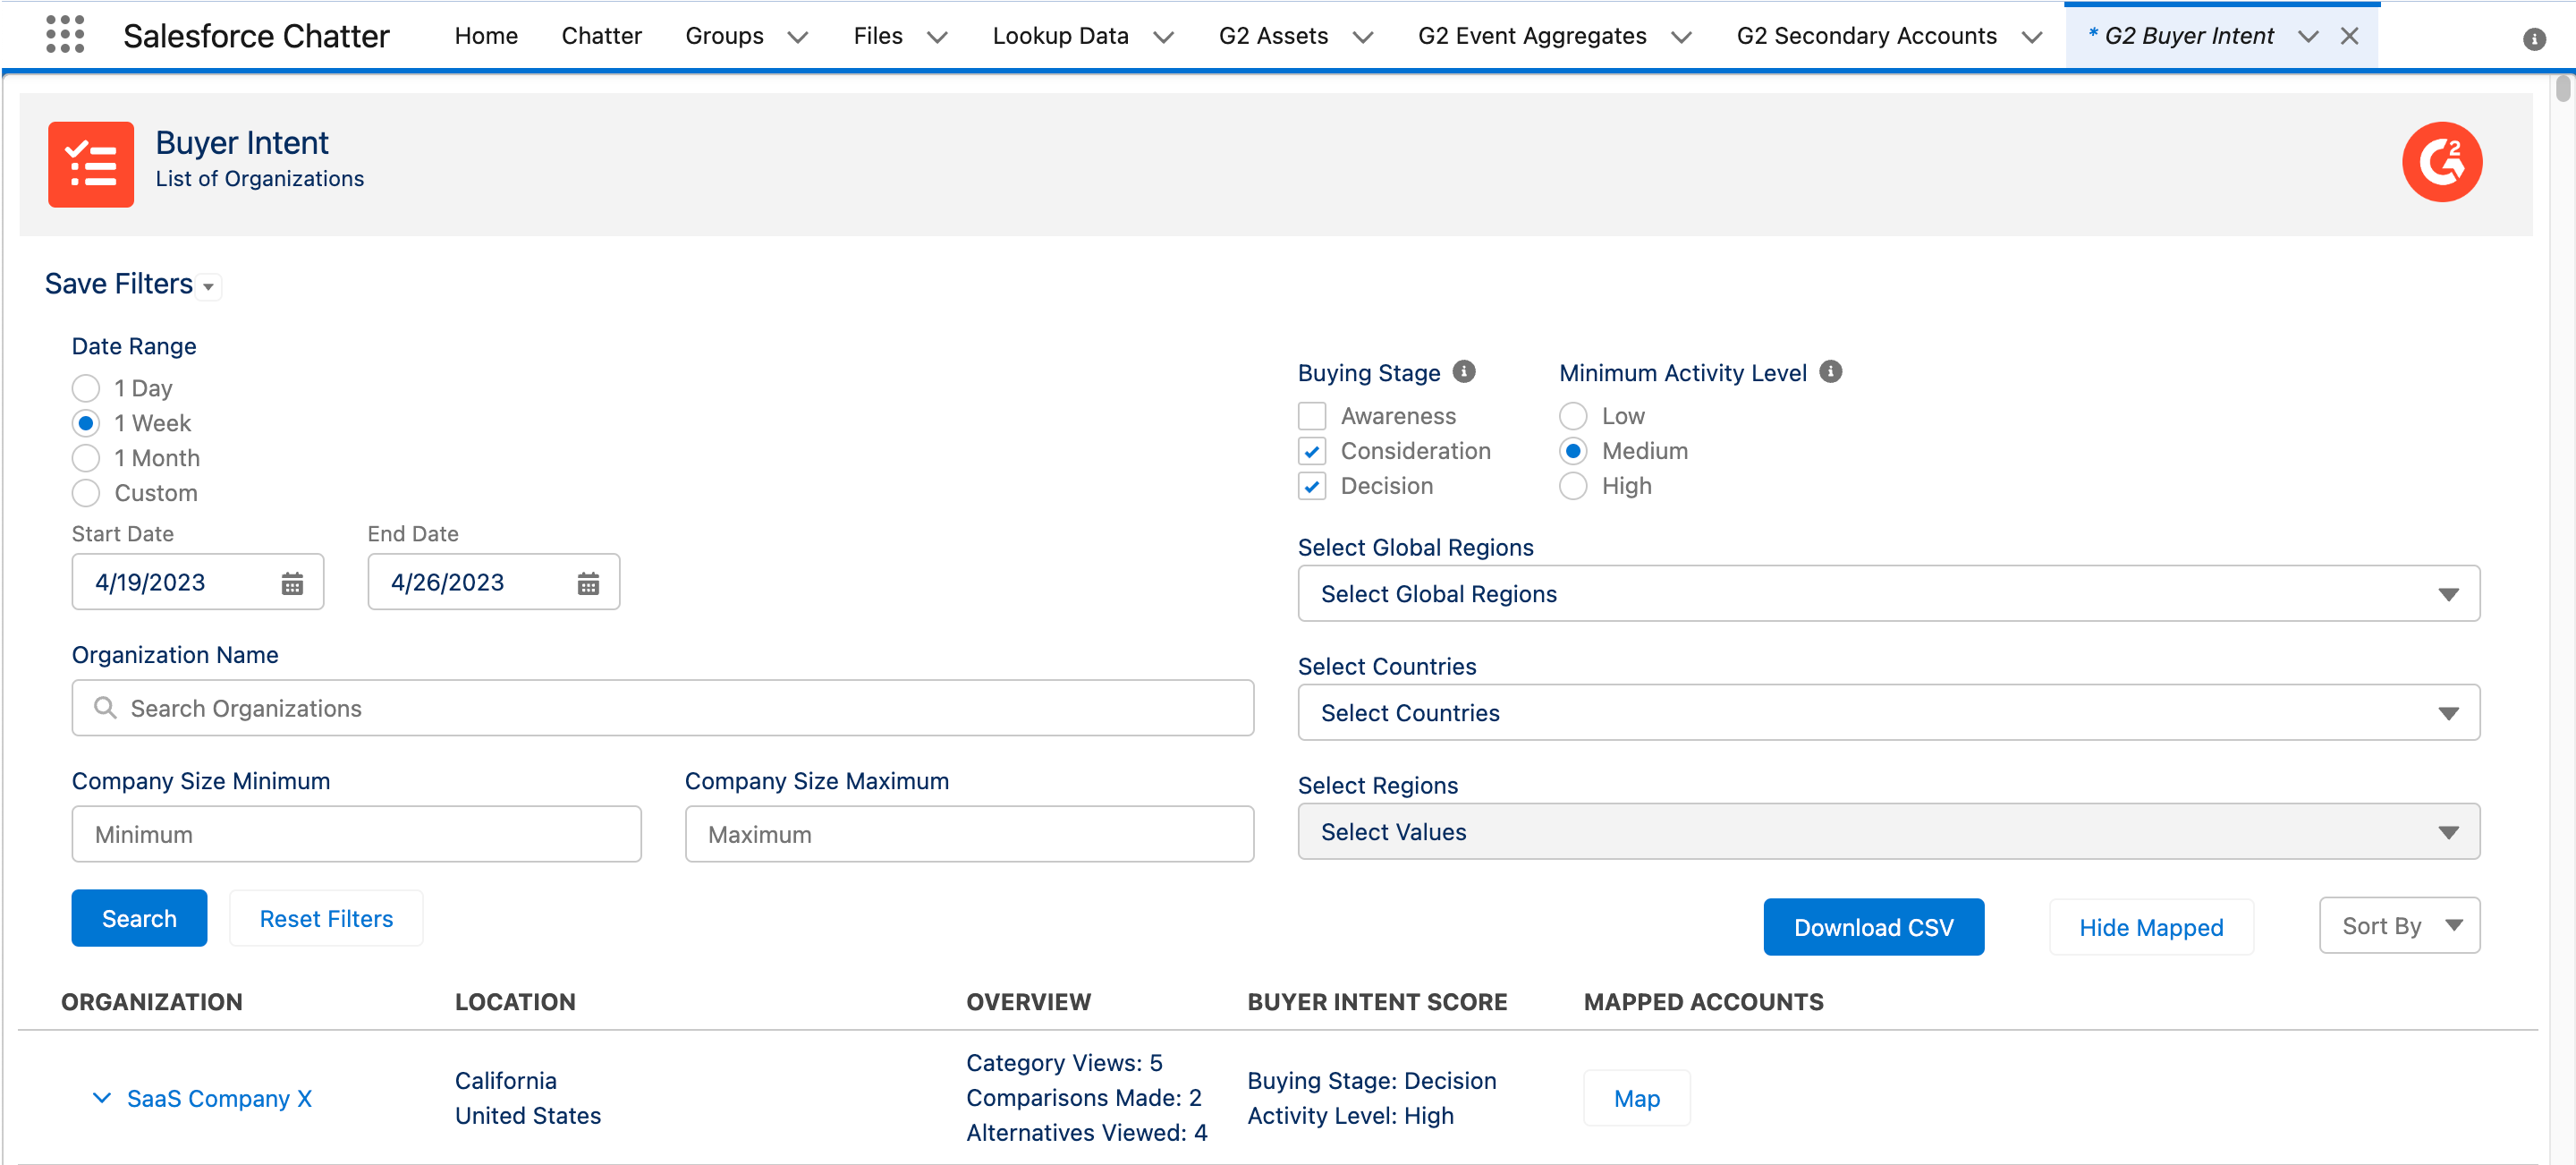 Salesforce Chatter Home Chatter Groups Files Lookup Data G2 Assets G2 Event Aggregates G2 Secondary Accounts * G2 Buyer Intent
Buyer Intent
List of Organizations
G2
Save Filters
Date Range
1 Day
1 Week
1 Month
Custom
Start Date End Date
4/19/2023 4/26/2023
Organization Name
Search Organizations
Company Size Minimum Company Size Maximum
Minimum Maximum
Search Reset Filters
Buying Stage Minimum Activity Level
Awareness Low
Consideration Medium
Decision High
Select Global Regions
Select Global Regions
Select Countries
Select Countries
Select Regions
Select Values
Download CSV Hide Mapped Sort By
ORGANIZATION LOCATION OVERVIEW BUYER INTENT SCORE MAPPED ACCOUNTS
SaaS Company X
California
United States
Category Views: 5
Comparisons Made: 2
Alternatives Viewed: 4
Buying Stage: Decision
Activity Level: High
Map